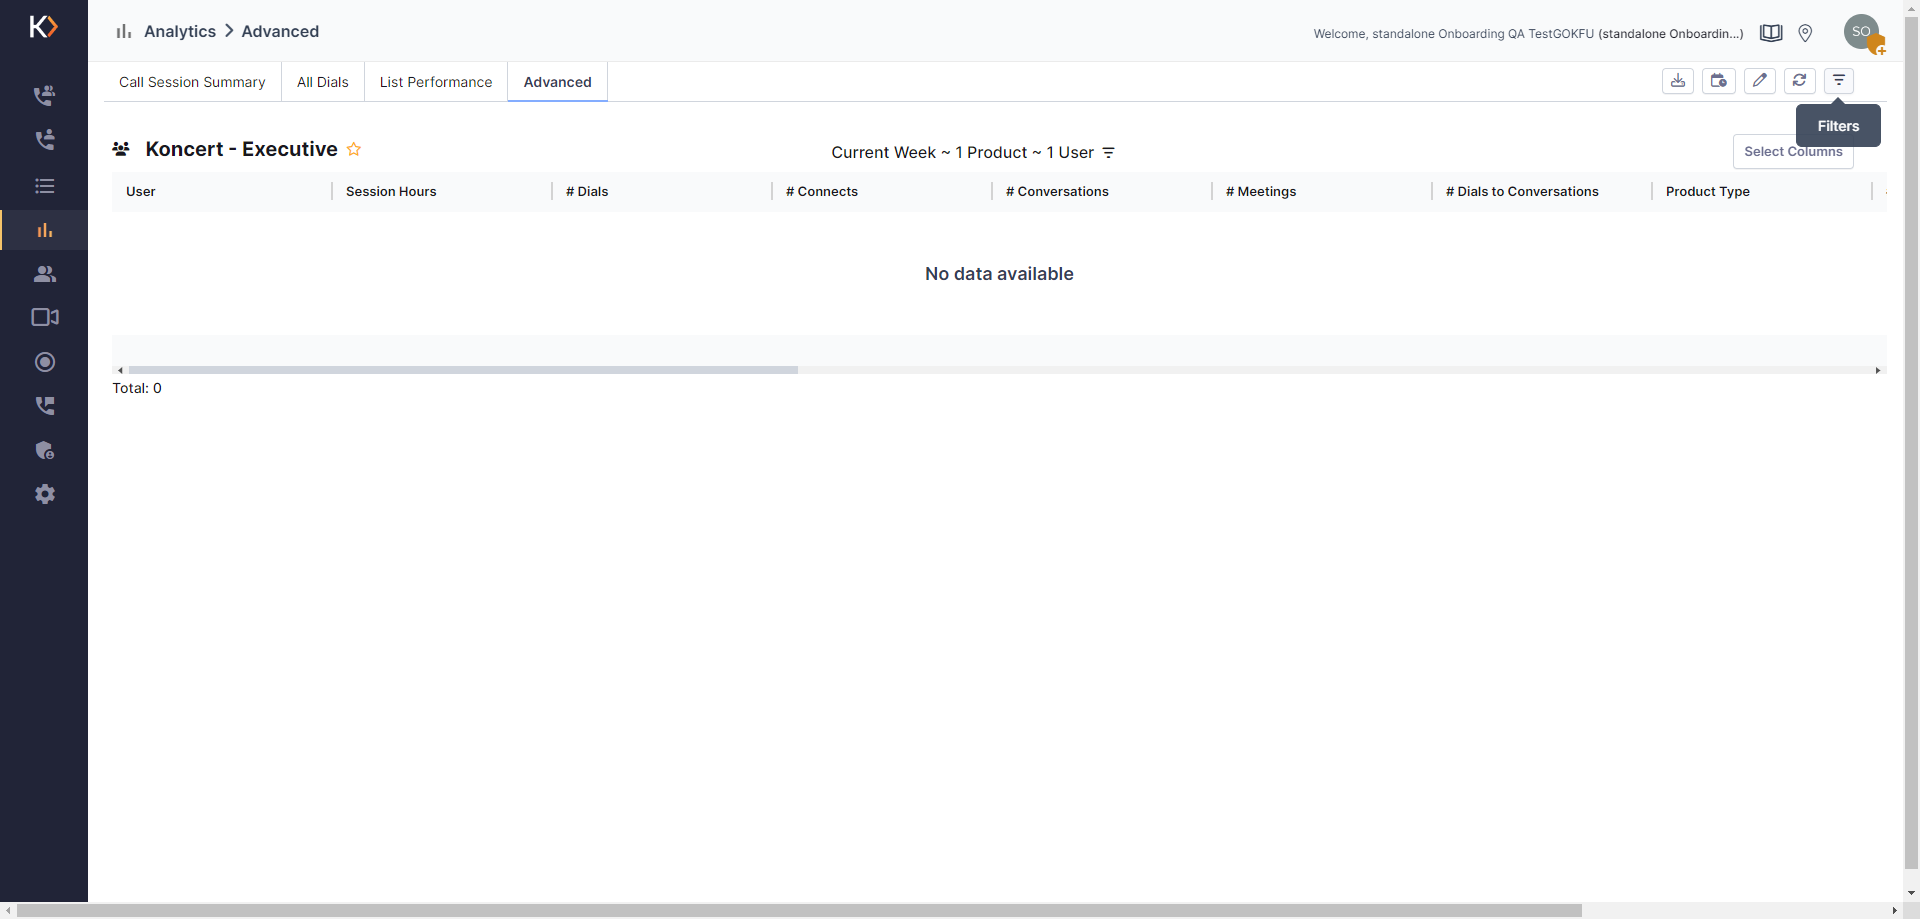 Analytics > Advanced
Welcome, standalone Onboarding QA TestGOKFU (standalone Onboardin...)
SO
Call Session Summary
All Dials
List Performance
Advanced
Filters
Koncert - Executive
Current Week ~ 1 Product ~ 1 User
Select Columns
User
Session Hours
# Dials
# Connects
# Conversations
# Meetings
# Dials to Conversations
Product Type
No data available
Total: 0